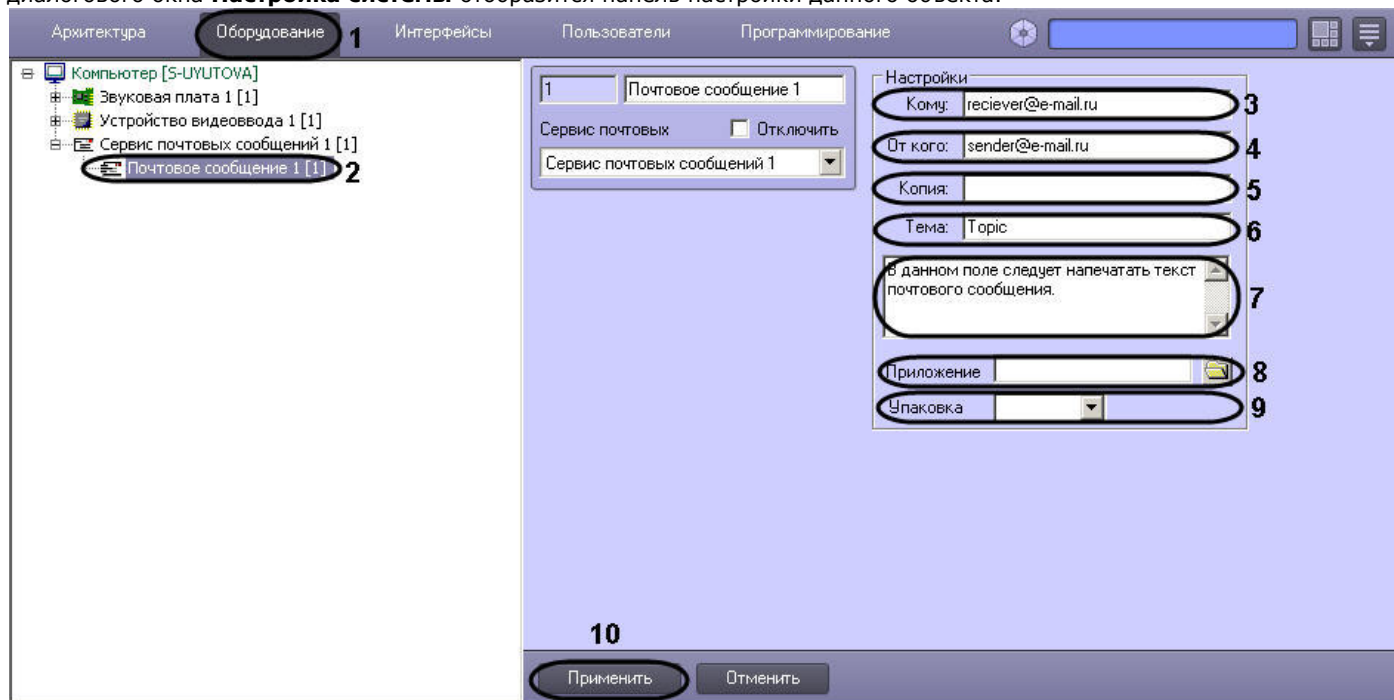 диалогового окна Настройка системы отобразится панель настройки данного объекта.
Архитектура Оборудование 1 Интерфейсы Пользователи Программирование
Компьютер [S-UYUTOVA]
Звуковая плата 1 [1]
Устройство видеоввода 1 [1]
Сервис почтовых сообщений 1 [1]
Почтовое сообщение 1 [1] 2
1 Почтовое сообщение 1
Сервис почтовых Отключить
Сервис почтовых сообщений 1
Настройки
Кому: reciever@e-mail.ru 3
От кого: sender@e-mail.ru 4
Копия: 5
Тема: Topic 6
В данном поле следует напечатать текст
почтового сообщения.
7
Приложение 8
Упаковка 9
10
Применить Отменить